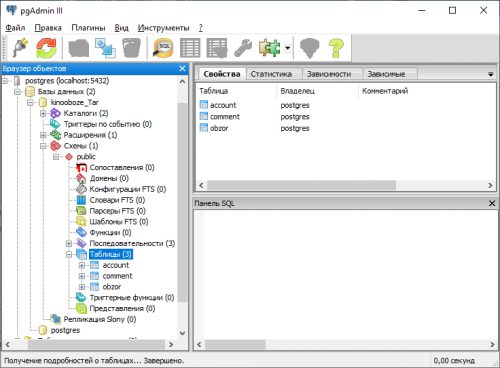 pgAdmin III
Файл Правка Плагины Вид Инструменты ?
SQL
Браузер объектов
postgres (localhost:5432)
Базы данных (2)
kinooboze_Tar
Каталоги (2)
Триггеры по событию (0)
Расширения (1)
Схемы (1)
public
Сопоставления (0)
Домены (0)
Конфигурации FTS (0)
Словари FTS (0)
Парсеры FTS (0)
Шаблоны FTS (0)
Функции (0)
Последовательности (3)
Таблицы (3)
account
comment
obzor
Триггерные функции (0)
Представления (0)
Репликация Slony (0)
postgres
Свойства Статистика Зависимости Зависимые
Таблица Владелец Комментарий
account postgres
comment postgres
obzor postgres
Панель SQL
Получение подробностей о таблицах... Завершено. 0,00 секунд